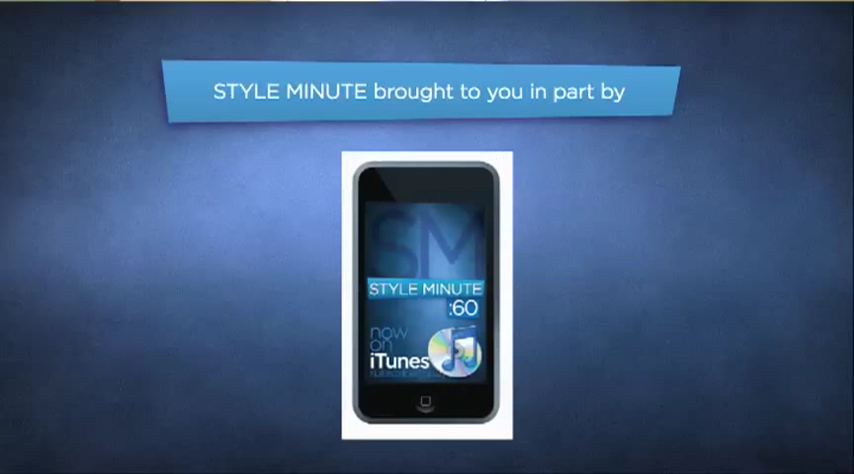 STYLE MINUTE brought to you in part by
SM
STYLE MINUTE
:60
now
on
iTunes